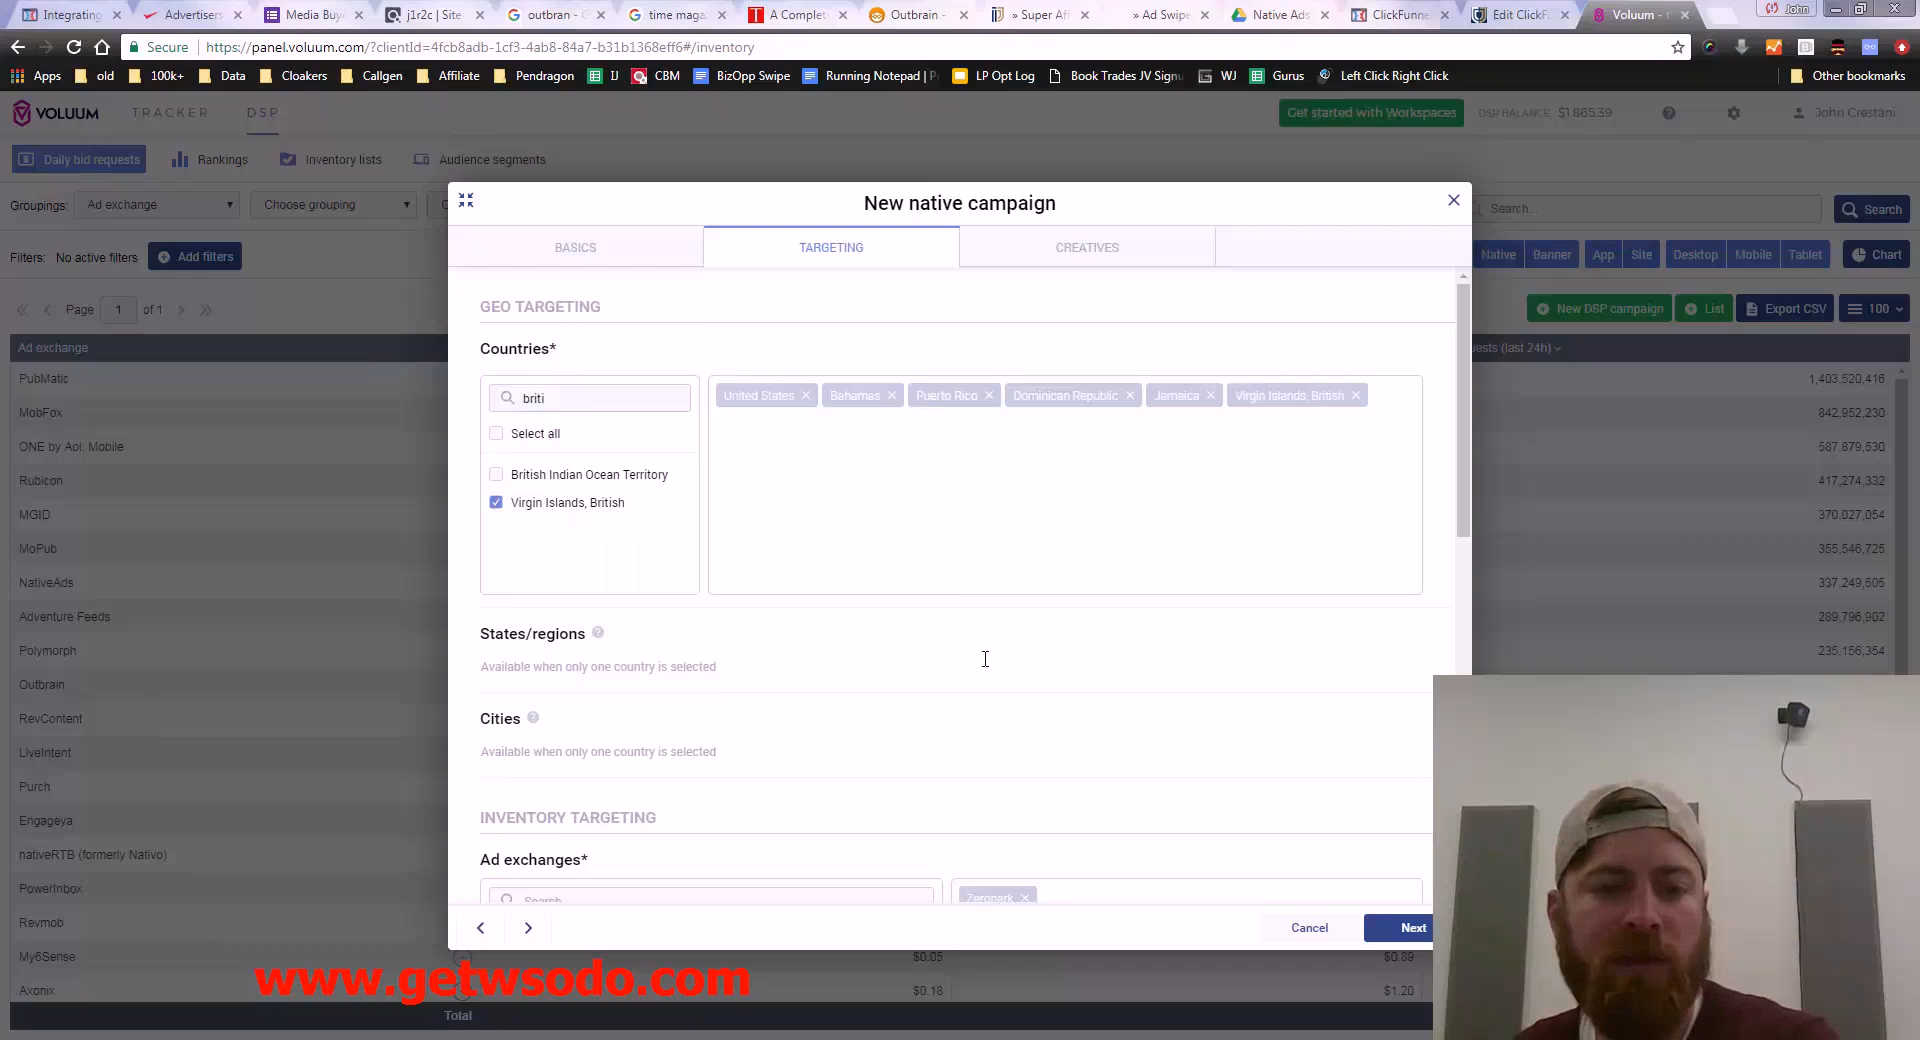 Integrating
Advertisers
Media Buy
j1r2c | Site
outbran - G
time maga
A Complet
Outbrain -
» Super Af
» Ad Swipe
Native Ads
ClickFunne
Edit ClickF
Voluum -
John
Secure
https://panel.voluum.com/?clientId=4fcb8adb-1cf3-4ab8-84a7-b31b1368eff6#/inventory
Apps
old
100k+
Data
Cloakers
Callgen
Affiliate
Pendragon
IJ
CBM
BizOpp Swipe
Running Notepad | P
LP Opt Log
Book Trades JV Signu
WJ
Gurus
Left Click Right Click
Other bookmarks
VOLUUM
TRACKER
DSP
Get started with Workspaces
DSP BALANCE $1,865.39
John Crestani
Daily bid requests
Rankings
Inventory lists
Audience segments
Groupings:
Ad exchange
Choose grouping
Search...
Search
Filters:
No active filters
Add filters
Native
Banner
App
Site
Desktop
Mobile
Tablet
Chart
Page
1
of 1
New DSP campaign
List
Export CSV
100
Ad exchange
ests (last 24h)
PubMatic
1,403,520,416
MobFox
842,952,230
ONE by Aol: Mobile
587,879,530
Rubicon
417,274,332
MGID
370,027,054
MoPub
355,546,725
NativeAds
337,249,505
Adventure Feeds
289,796,902
Polymorph
235,156,354
Outbrain
RevContent
LiveIntent
Purch
Engageya
nativeRTB (formerly Nativo)
PowerInbox
Revmob
My6Sense
$0.05
$0.89
Axonix
$0.18
$1.20
Total
New native campaign
BASICS
TARGETING
CREATIVES
GEO TARGETING
Countries*
briti
Select all
British Indian Ocean Territory
Virgin Islands, British
United States
Bahamas
Puerto Rico
Dominican Republic
Jamaica
Virgin Islands, British
States/regions
Available when only one country is selected
Cities
Available when only one country is selected
INVENTORY TARGETING
Ad exchanges*
Search
Zeropark
Cancel
Next
www.getwsodo.com